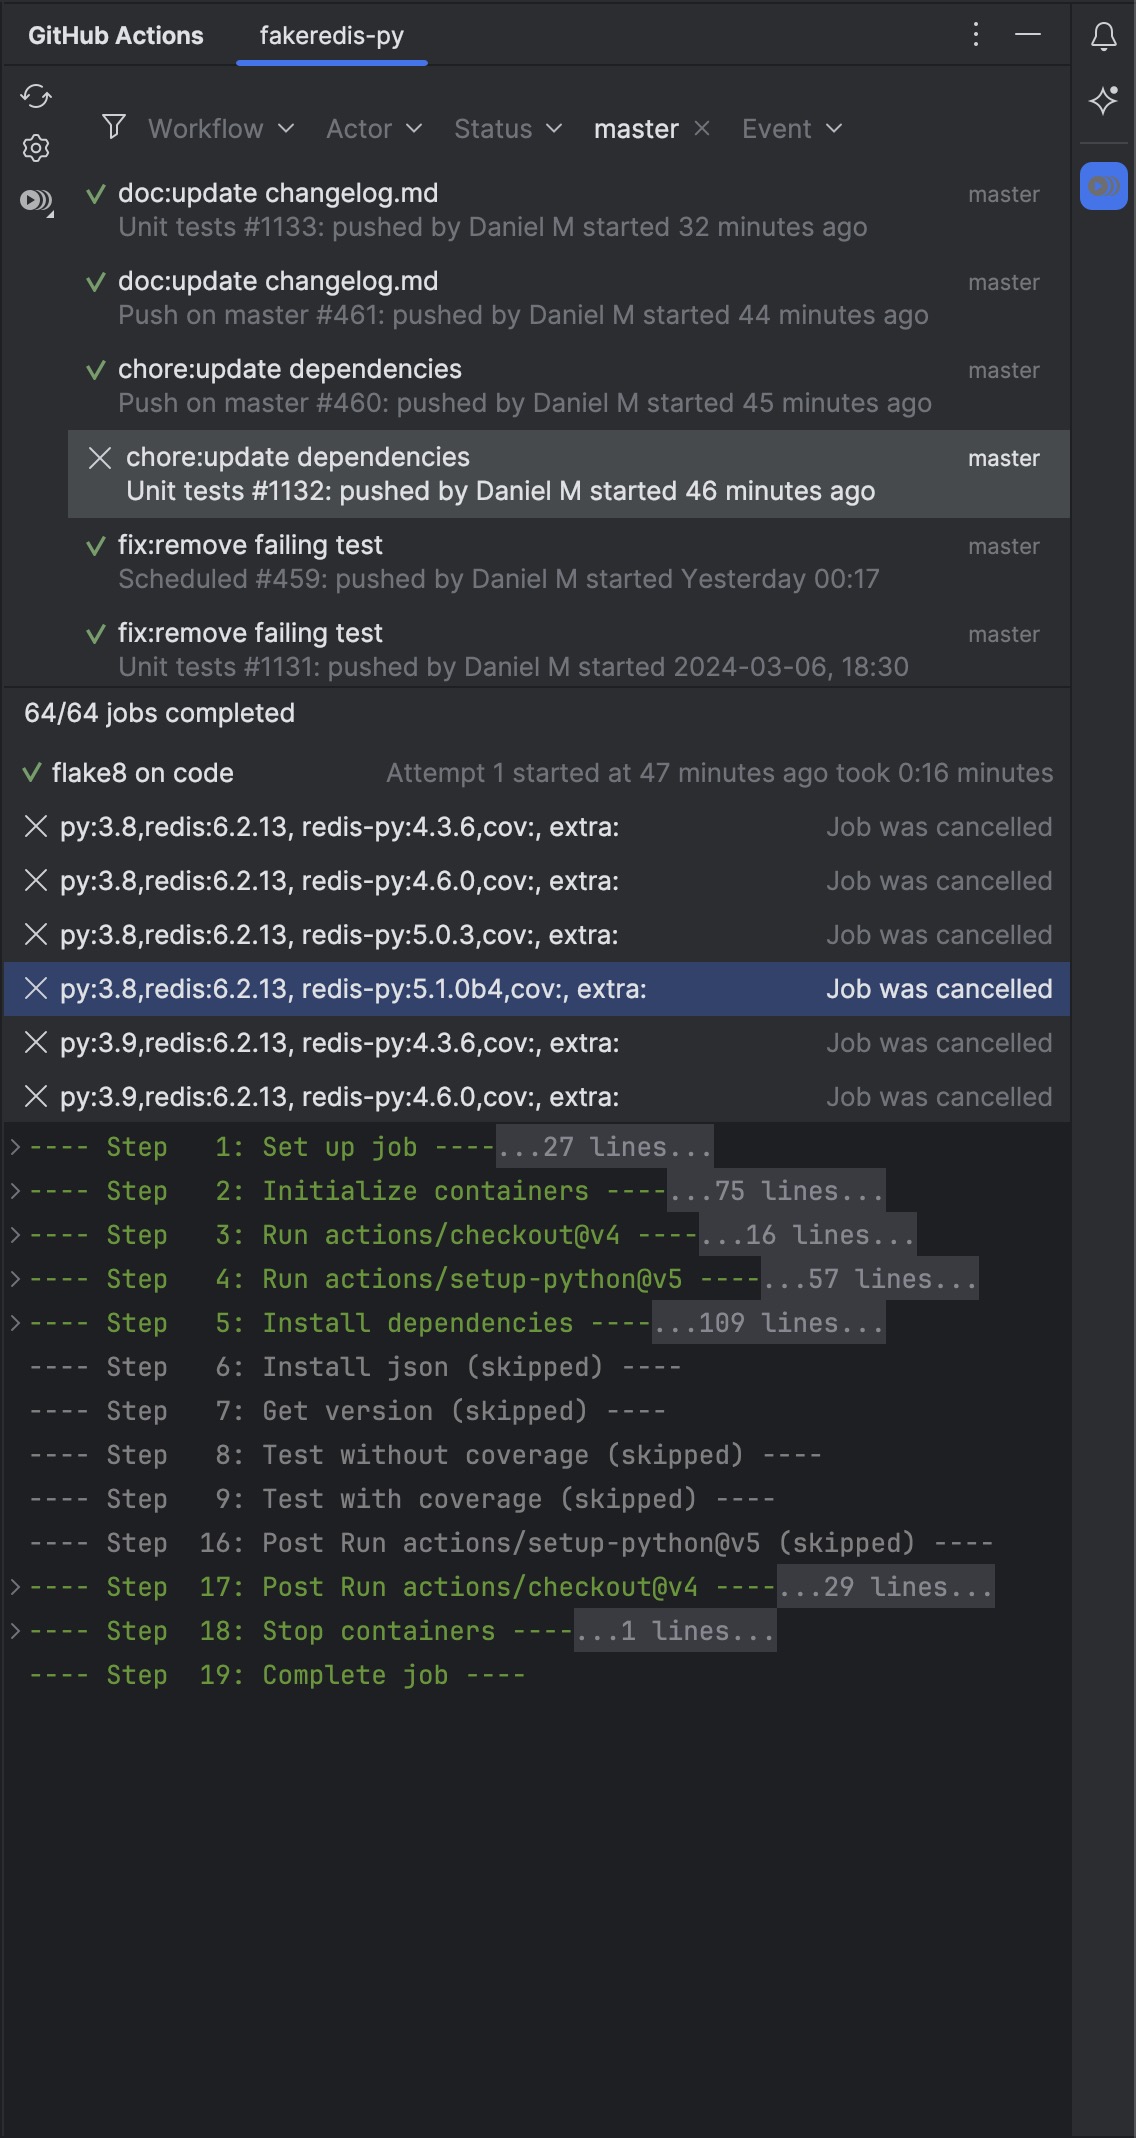 GitHub Actions fakeredis-py
Workflow Actor Status master Event
doc:update changelog.md master
Unit tests #1133: pushed by Daniel M started 32 minutes ago
doc:update changelog.md master
Push on master #461: pushed by Daniel M started 44 minutes ago
chore:update dependencies master
Push on master #460: pushed by Daniel M started 45 minutes ago
chore:update dependencies master
Unit tests #1132: pushed by Daniel M started 46 minutes ago
fix:remove failing test master
Scheduled #459: pushed by Daniel M started Yesterday 00:17
fix:remove failing test master
Unit tests #1131: pushed by Daniel M started 2024-03-06, 18:30
64/64 jobs completed
flake8 on code Attempt 1 started at 47 minutes ago took 0:16 minutes
py:3.8,redis:6.2.13, redis-py:4.3.6,cov:, extra: Job was cancelled
py:3.8,redis:6.2.13, redis-py:4.6.0,cov:, extra: Job was cancelled
py:3.8,redis:6.2.13, redis-py:5.0.3,cov:, extra: Job was cancelled
py:3.8,redis:6.2.13, redis-py:5.1.0b4,cov:, extra: Job was cancelled
py:3.9,redis:6.2.13, redis-py:4.3.6,cov:, extra: Job was cancelled
py:3.9,redis:6.2.13, redis-py:4.6.0,cov:, extra: Job was cancelled
---- Step   1: Set up job ----...27 lines...
---- Step   2: Initialize containers ----...75 lines...
---- Step   3: Run actions/checkout@v4 ----...16 lines...
---- Step   4: Run actions/setup-python@v5 ----...57 lines...
---- Step   5: Install dependencies ----...109 lines...
---- Step   6: Install json (skipped) ----
---- Step   7: Get version (skipped) ----
---- Step   8: Test without coverage (skipped) ----
---- Step   9: Test with coverage (skipped) ----
---- Step  16: Post Run actions/setup-python@v5 (skipped) ----
---- Step  17: Post Run actions/checkout@v4 ----...29 lines...
---- Step  18: Stop containers ----...1 lines...
---- Step  19: Complete job ----